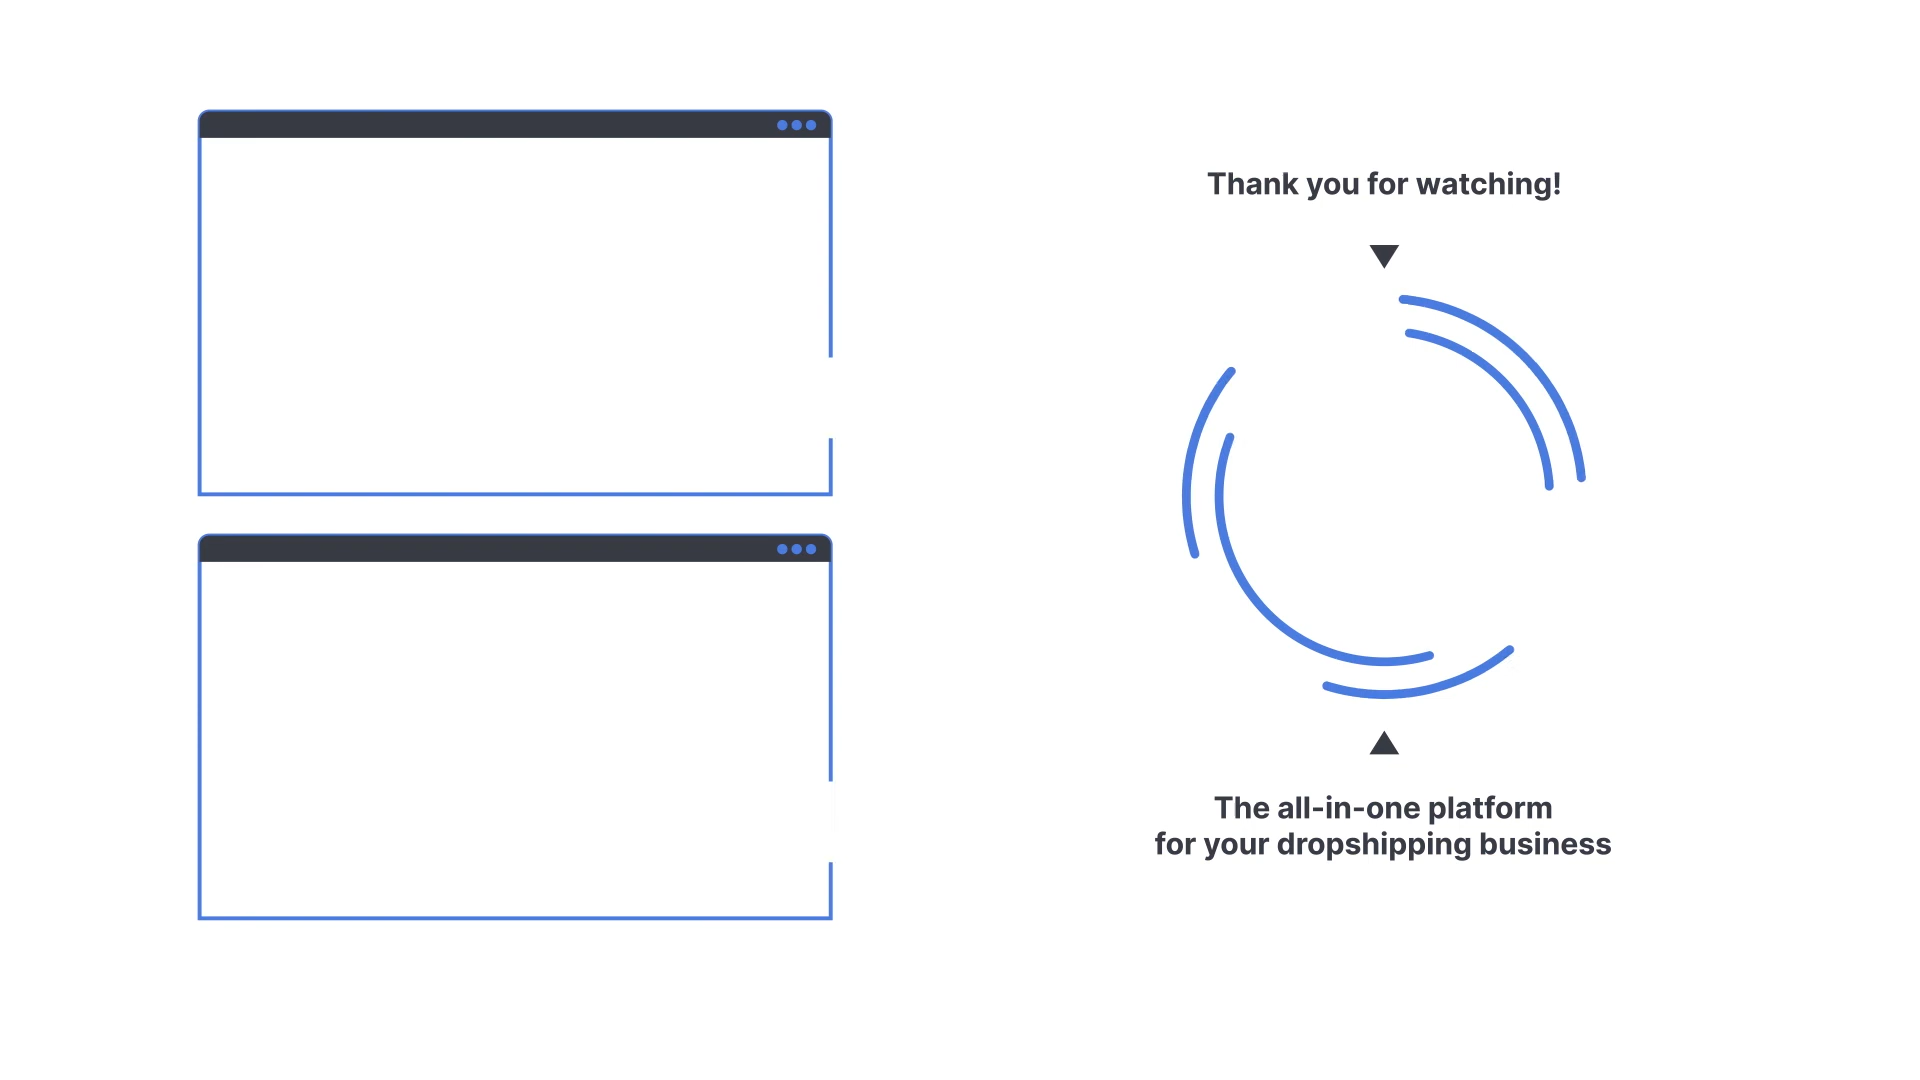 Thank you for watching!
The all-in-one platform
for your dropshipping business